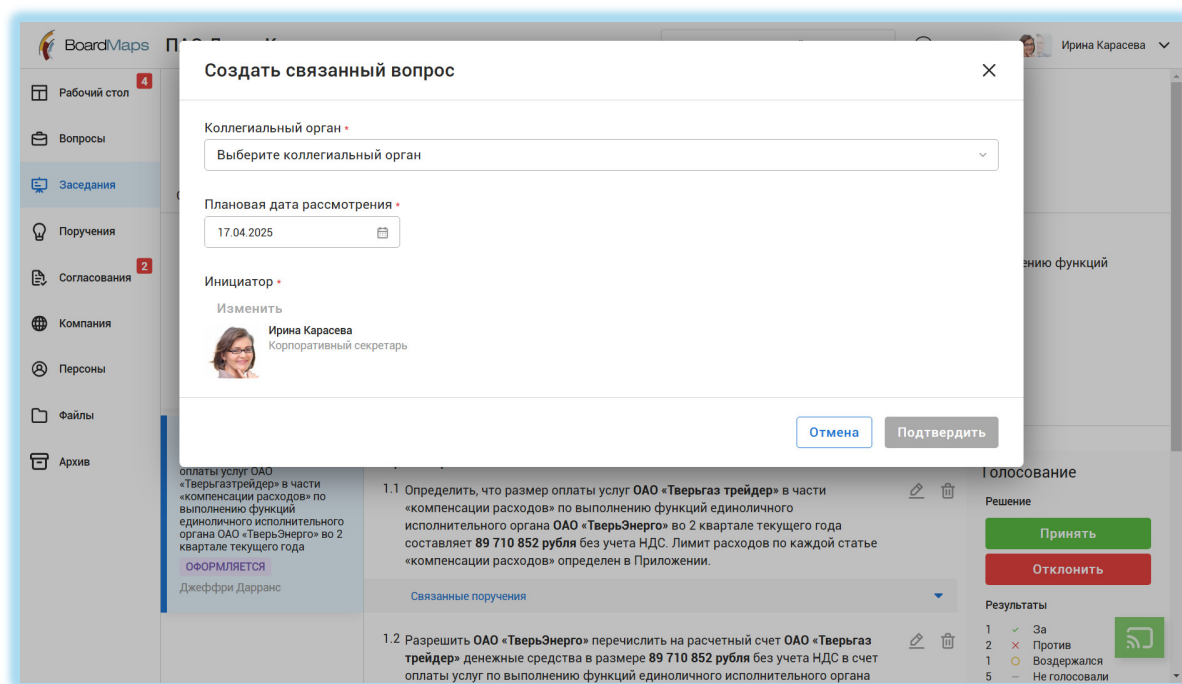 BoardMaps
Ирина Карасева
Создать связанный вопрос
Рабочий стол
4
Вопросы
Заседания
Поручения
Согласования
2
Компания
Персоны
Файлы
Архив
Коллегиальный орган *
Выберите коллегиальный орган
Плановая дата рассмотрения *
17.04.2025
Инициатор *
Изменить
Ирина Карасева
Корпоративный секретарь
Отмена
Подтвердить
ению функций
оплаты услуг ОАО
«Тверьгазтрейдер» в части
«компенсации расходов» по
выполнению функций
единоличного исполнительного
органа ОАО «ТверьЭнерго» во 2
квартале текущего года
ОФОРМЛЯЕТСЯ
Джеффри Дарранс
1.1 Определить, что размер оплаты услуг ОАО «Тверьгаз трейдер» в части
«компенсации расходов» по выполнению функций единоличного
исполнительного органа ОАО «ТверьЭнерго» во 2 квартале текущего года
составляет 89 710 852 рубля без учета НДС. Лимит расходов по каждой статье
«компенсации расходов» определен в Приложении.
Связанные поручения
1.2 Разрешить ОАО «ТверьЭнерго» перечислить на расчетный счет ОАО «Тверьгаз
трейдер» денежные средства в размере 89 710 852 рубля без учета НДС в счет
оплаты услуг по выполнению функций единоличного исполнительного органа
Голосование
Решение
Принять
Отклонить
Результаты
1 За
2 Против
1 Воздержался
5 Не голосовали